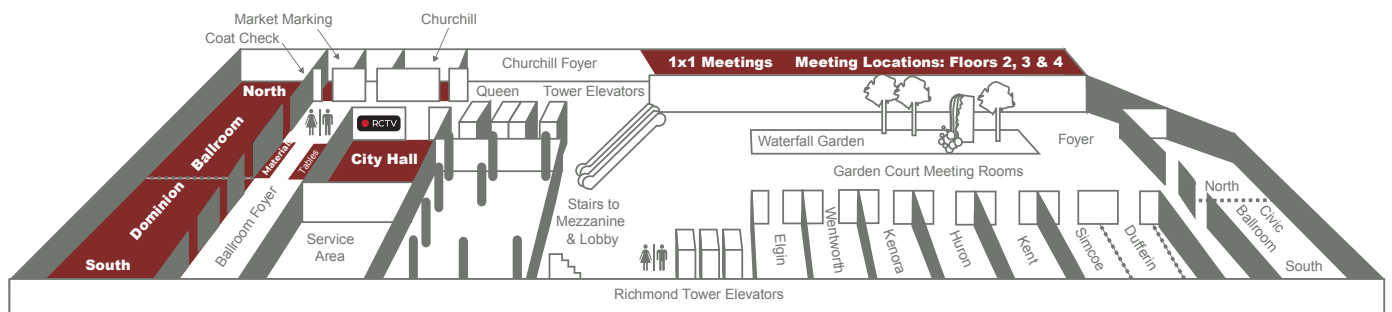 Market Marking
Churchill
Coat Check
Churchill Foyer
1x1 Meetings Meeting Locations: Floors 2, 3 & 4
North
Queen
Tower Elevators
RCTV
Ballroom
Materials
Tables
City Hall
Waterfall Garden
Foyer
Garden Court Meeting Rooms
Dominion
South
Ballroom Foyer
Service
Area
Stairs to
Mezzanine
& Lobby
Elgin
Wentworth
Kenora
Huron
Kent
Simcoe
Dufferin
North
Civic
Ballroom
South
Richmond Tower Elevators